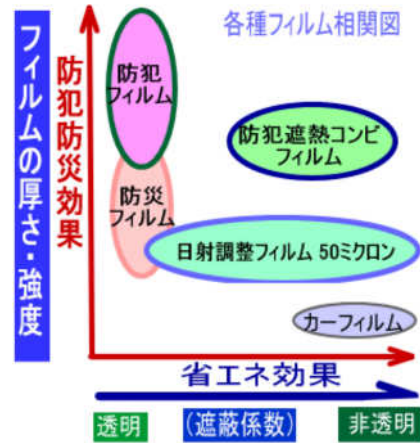 各種フィルム相関図
フィルムの厚さ・強度
防犯防災効果
防犯
フィルム
防犯遮熱コンビ
フィルム
防災
フィルム
日射調整フィルム 50ミクロン
カーフィルム
省エネ効果
透明
(遮蔽係数)
非透明